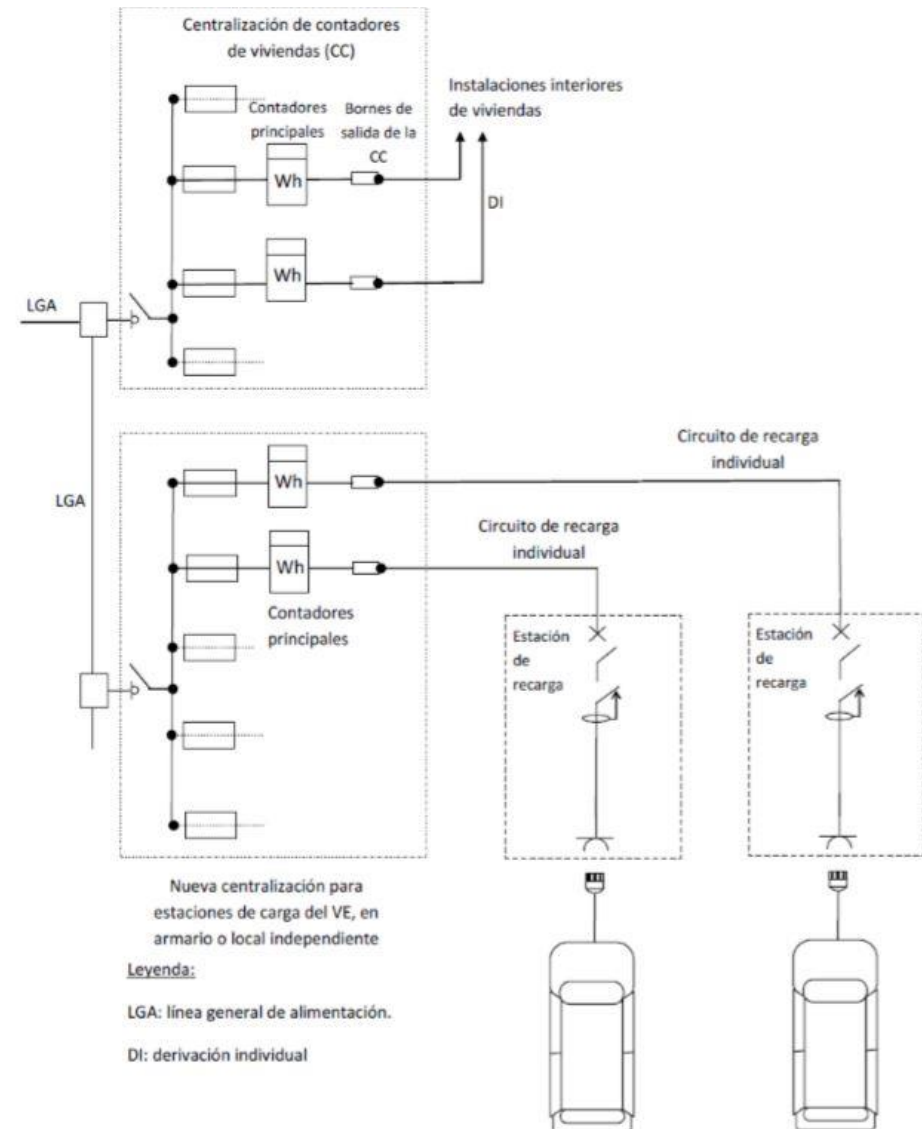 Centralización de contadores
de viviendas (CC)
Instalaciones interiores
de viviendas
Contadores
principales
Bornes de
salida de la
CC
Wh
DI
Wh
LGA
Circuito de recarga
individual
Wh
LGA
Circuito de recarga
individual
Wh
Contadores
principales
Estación
de
recarga
Estación
de
recarga
Nueva centralización para
estaciones de carga del VE, en
armario o local independiente
Leyenda:
LGA: línea general de alimentación.
DI: derivación individual